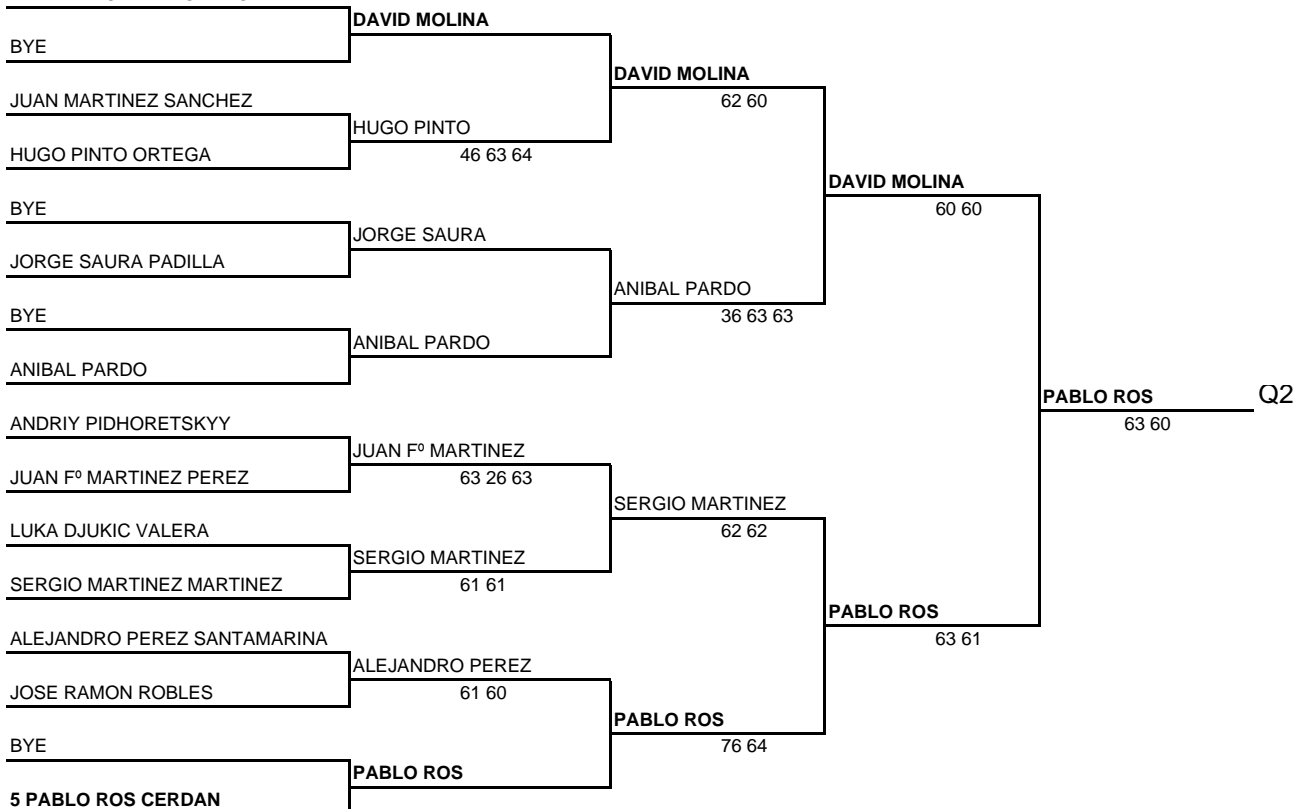 DAVID MOLINA
BYE
DAVID MOLINA
JUAN MARTINEZ SANCHEZ
62 60
HUGO PINTO
HUGO PINTO ORTEGA
46 63 64
DAVID MOLINA
BYE
60 60
JORGE SAURA
JORGE SAURA PADILLA
ANIBAL PARDO
BYE
36 63 63
ANIBAL PARDO
ANIBAL PARDO
PABLO ROS
Q2
ANDRIY PIDHORETSKYY
63 60
JUAN Fº MARTINEZ
JUAN Fº MARTINEZ PEREZ
63 26 63
SERGIO MARTINEZ
LUKA DJUKIC VALERA
62 62
SERGIO MARTINEZ
SERGIO MARTINEZ MARTINEZ
61 61
PABLO ROS
ALEJANDRO PEREZ SANTAMARINA
63 61
ALEJANDRO PEREZ
JOSE RAMON ROBLES
61 60
PABLO ROS
BYE
76 64
PABLO ROS
5 PABLO ROS CERDAN